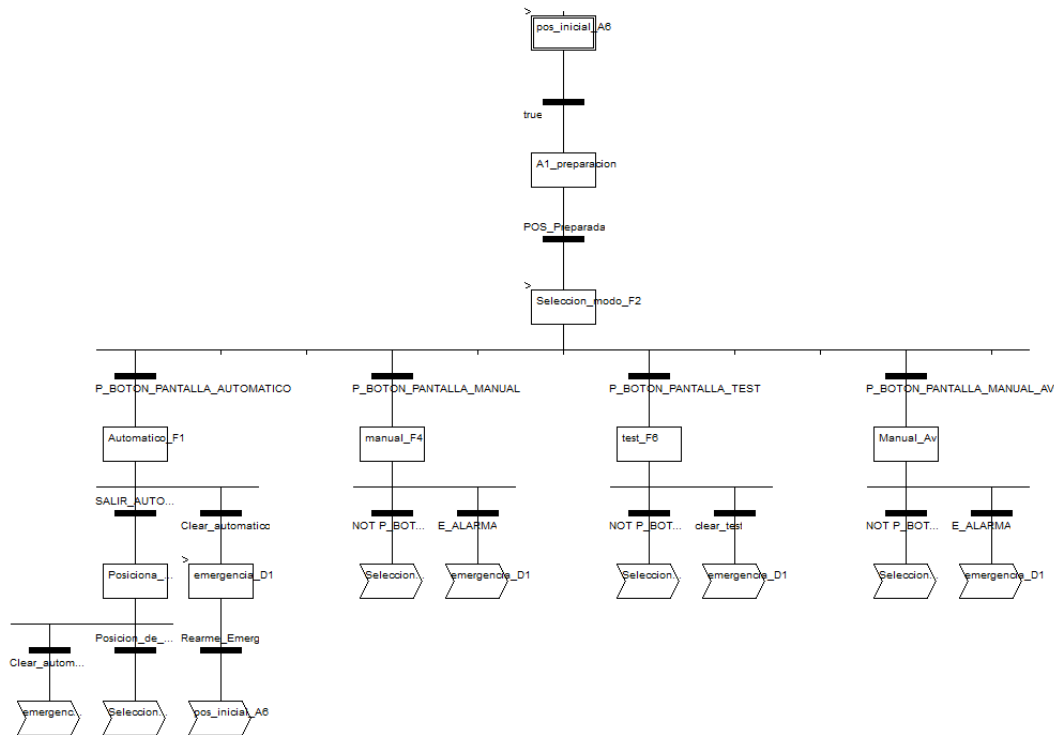 pos_inicial_A6
true
A1_preparacion
POS_Preparada
Seleccion_modo_F2
P_BOTON_PANTALLA_AUTOMATICO
P_BOTON_PANTALLA_MANUAL
P_BOTON_PANTALLA_TEST
P_BOTON_PANTALLA_MANUAL_AV
Automatico_F1
manual_F4
test_F6
Manual_Av
SALIR_AUTO...
Clear_automatico
NOT P_BOT...
E_ALARMA
NOT P_BOT...
clear_test
NOT P_BOT...
E_ALARMA
Posiciona_...
emergencia_D1
Seleccion...
emergencia_D1
Seleccion...
emergencia_D1
Seleccion...
emergencia_D1
Clear_autom...
Posicion_de_...
Rearme_Emerg
emergenc...
Seleccion...
pos_inicial_A6